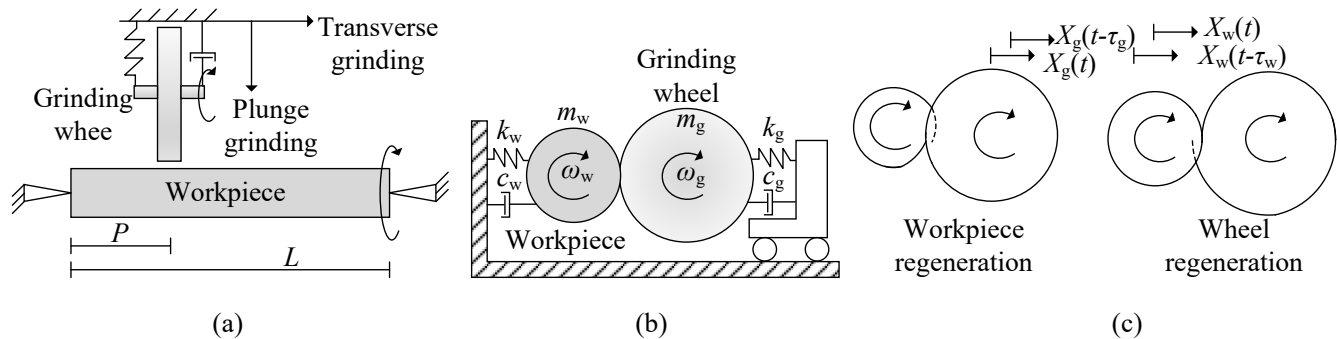 Transverse
grinding
Grinding
whee
Plunge
grinding
Workpiece
P
L
(a)
Grinding
wheel
m_w
m_g
k_w
k_g
c_w
c_g
ω_w
ω_g
Workpiece
(b)
X_g(t-τ_g)
X_g(t)
X_w(t)
X_w(t-τ_w)
Workpiece
regeneration
Wheel
regeneration
(c)